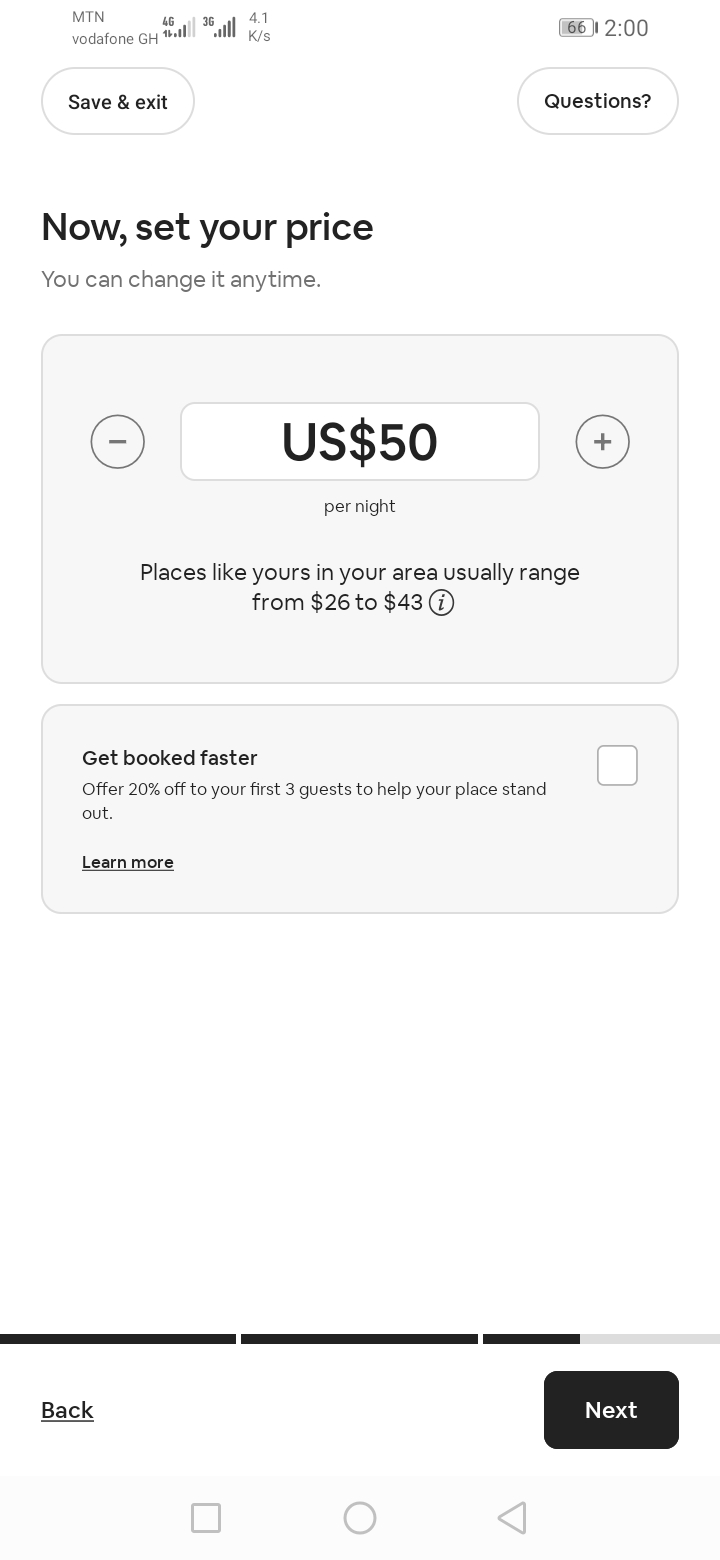 MTN
vodafone GH
4G
3G
4.1
K/s
66
2:00
Save & exit
Questions?
Now, set your price
You can change it anytime.
US$50
per night
Places like yours in your area usually range
from $26 to $43
Get booked faster
Offer 20% off to your first 3 guests to help your place stand
out.
Learn more
Back
Next